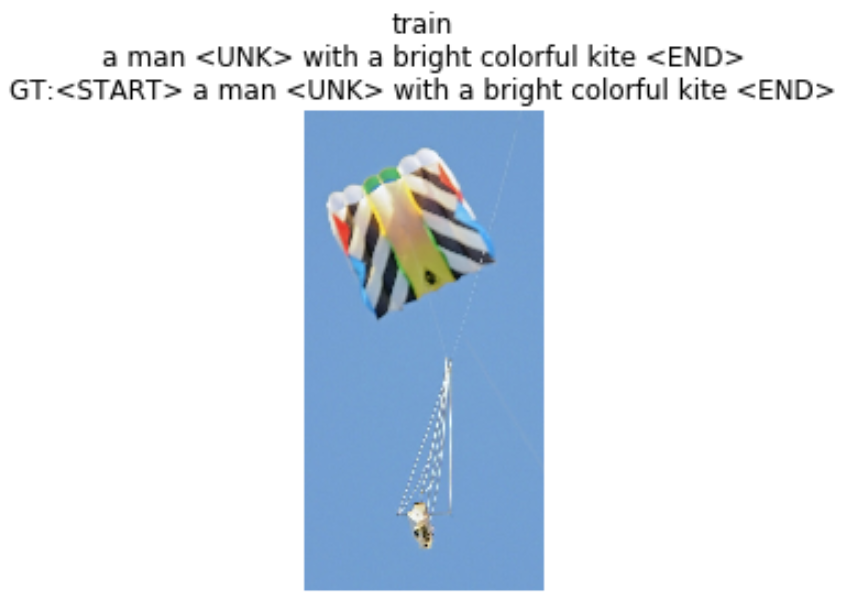 train
a man <UNK> with a bright colorful kite <END>
GT:<START> a man <UNK> with a bright colorful kite <END>